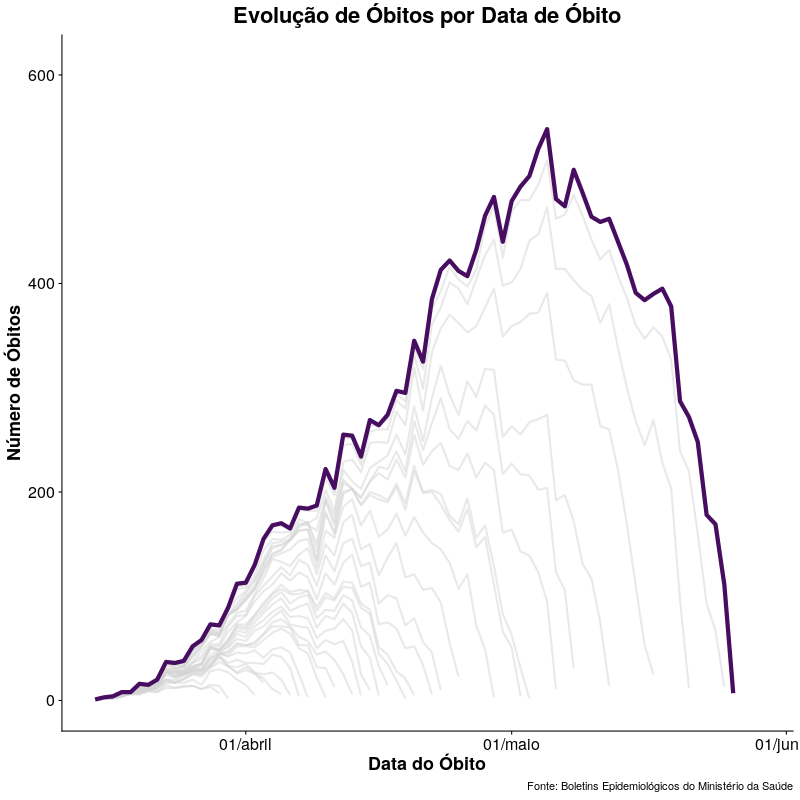 Evolução de Óbitos por Data de Óbito
600
400
200
0
Número de Óbitos
01/abril
01/maio
01/jun
Data do Óbito
Fonte: Boletins Epidemiológicos do Ministério da Saúde